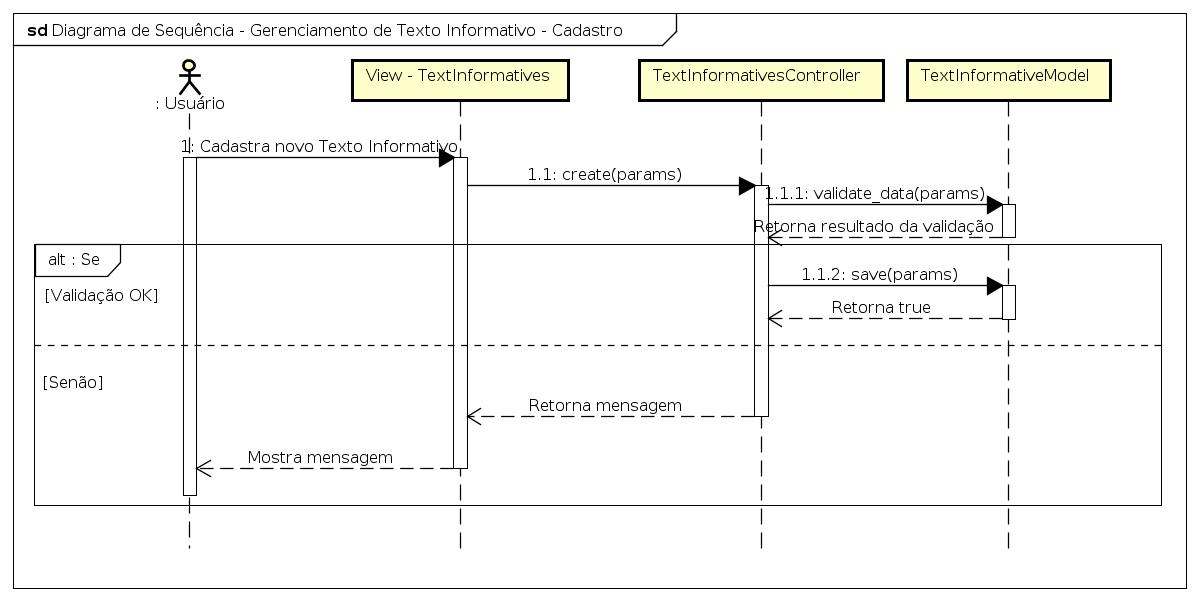 sd Diagrama de Sequência - Gerenciamento de Texto Informativo - Cadastro
: Usuário
View - TextInformatives
TextInformativesController
TextInformativeModel
1: Cadastra novo Texto Informativo
1.1: create(params)
1.1.1: validate_data(params)
Retorna resultado da validação
alt : Se
[Validação OK]
1.1.2: save(params)
Retorna true
[Senão]
Retorna mensagem
Mostra mensagem